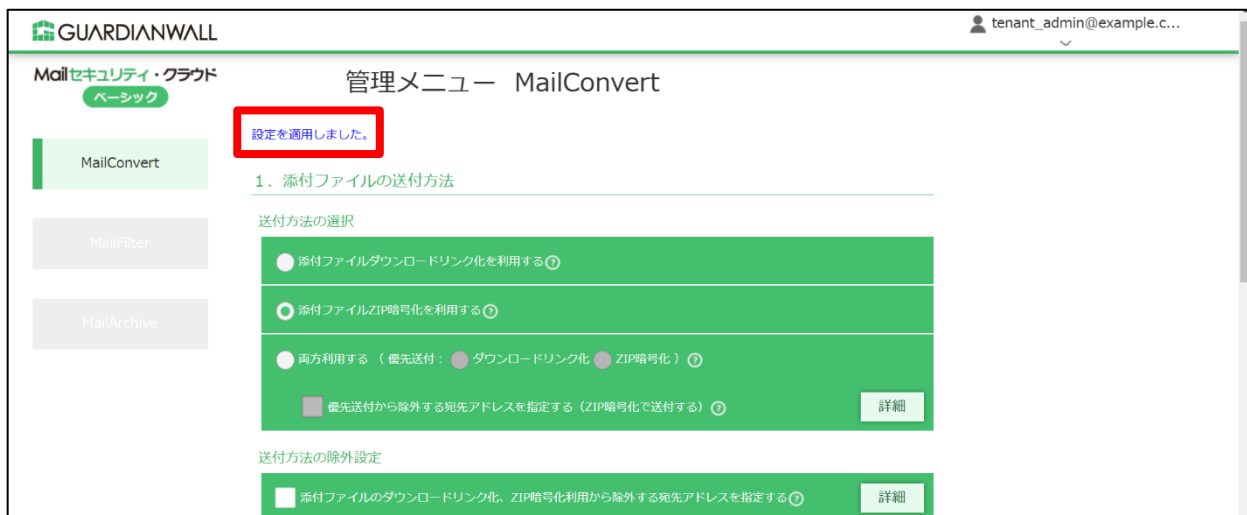 GUARDIANWALL
tenant_admin@example.c...
Mailセキュリティ・クラウド
ベーシック
管理メニュー MailConvert
設定を適用しました。
MailConvert
MailFilter
MailArchive
1. 添付ファイルの送付方法
送付方法の選択
添付ファイルダウンロードリンク化を利用する?
添付ファイルZIP暗号化を利用する?
両方利用する（優先送付： ダウンロードリンク化 ZIP暗号化）?
優先送付から除外する宛先アドレスを指定する（ZIP暗号化で送付する）? 詳細
送付方法の除外設定
添付ファイルのダウンロードリンク化、ZIP暗号化利用から除外する宛先アドレスを指定する? 詳細